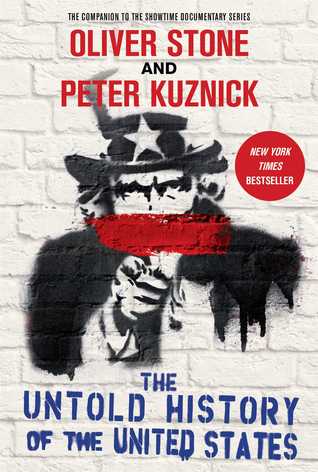 THE COMPANION TO THE SHOWTIME DOCUMENTARY SERIES
OLIVER STONE
AND
PETER KUZNICK
NEW YORK
TIMES
BESTSELLER
THE
UNTOLD HISTORY
OF THE UNITED STATES